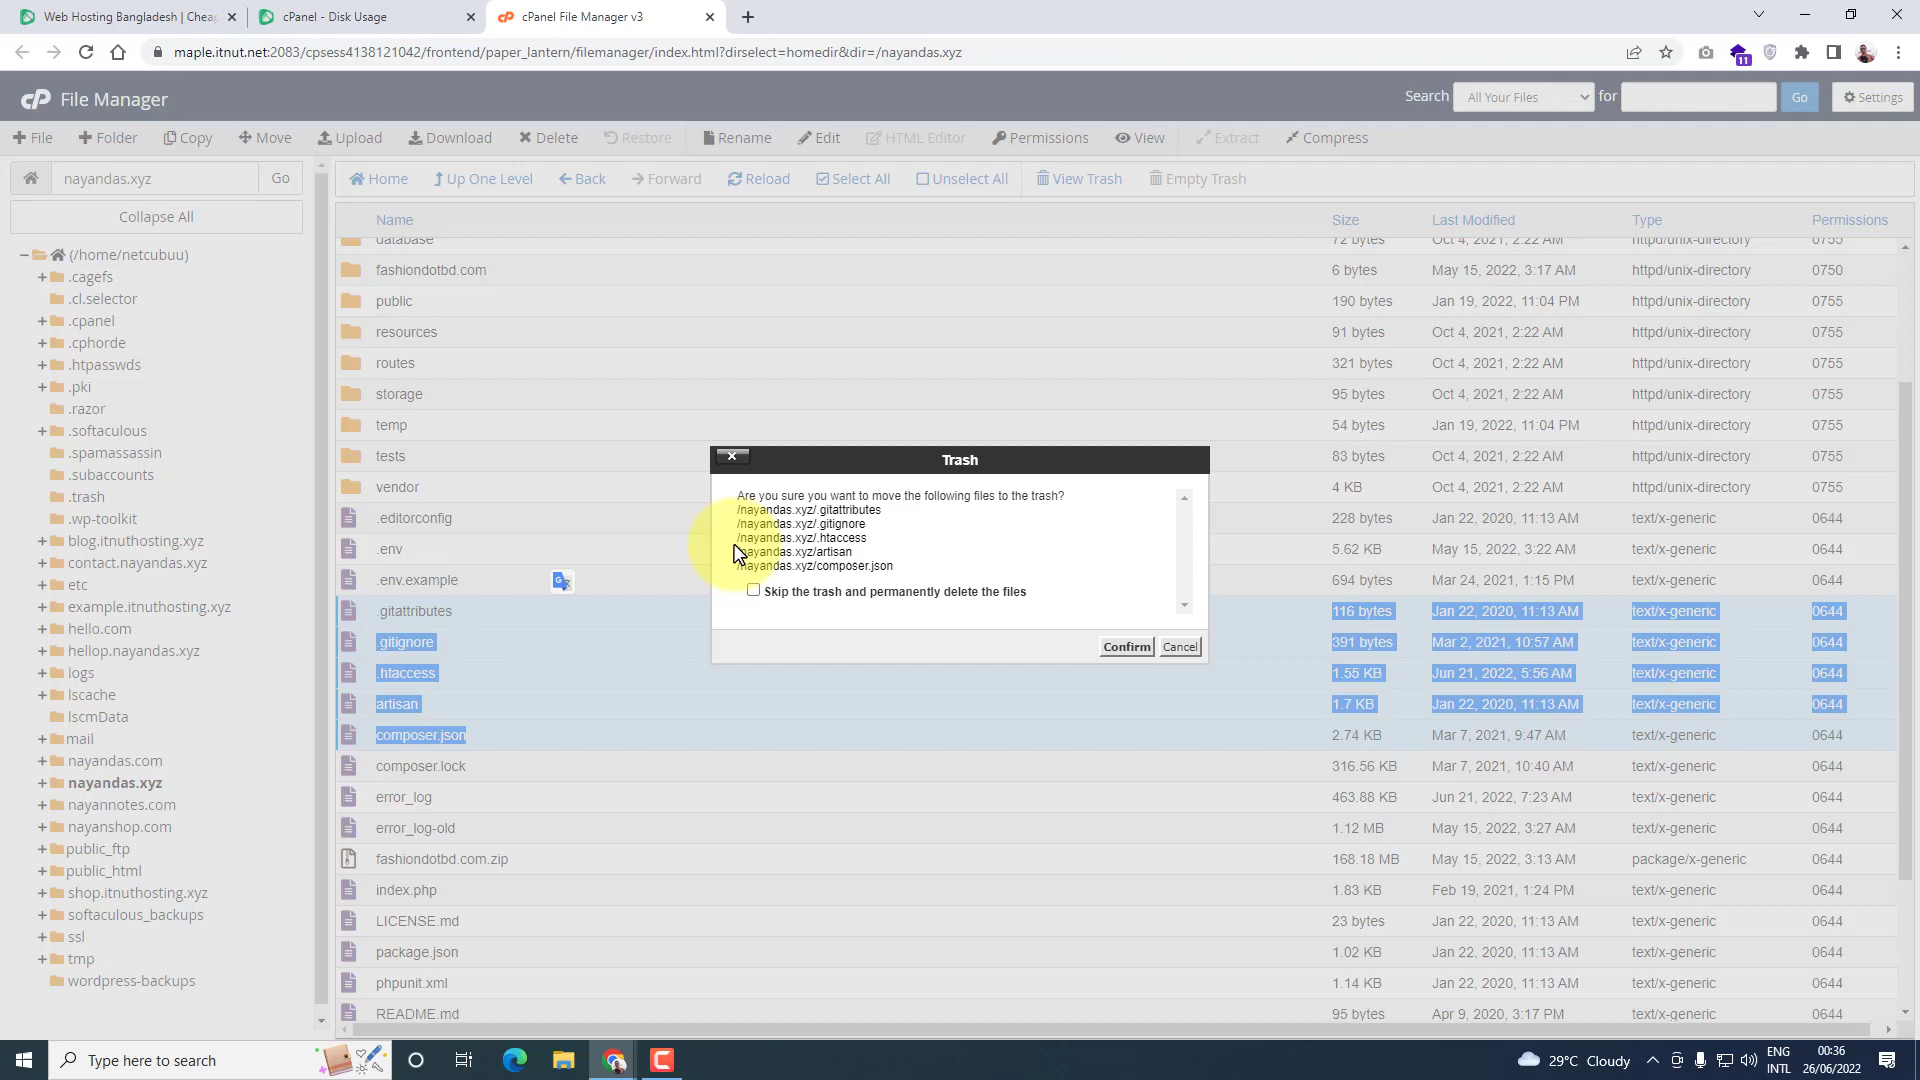 Web Hosting Bangladesh | Cheap
cPanel - Disk Usage
cPanel File Manager v3
maple.itnut.net:2083/cpsess4138121042/frontend/paper_lantern/filemanager/index.html?dirselect=homedir&dir=/nayandas.xyz
11
cP File Manager
Search All Your Files for Go Settings
File Folder Copy Move Upload Download Delete Restore Rename Edit HTML Editor Permissions View Extract Compress
nayandas.xyz Go
Collapse All
(/home/netcubuu)
.cagefs
.cl.selector
.cpanel
.cphorde
.htpasswds
.pki
.razor
.softaculous
.spamassassin
.subaccounts
.trash
.wp-toolkit
blog.itnuthosting.xyz
contact.nayandas.xyz
etc
example.itnuthosting.xyz
hello.com
hellop.nayandas.xyz
logs
lscache
lscmData
mail
nayandas.com
nayandas.xyz
nayannotes.com
nayanshop.com
public_ftp
public_html
shop.itnuthosting.xyz
softaculous_backups
ssl
tmp
wordpress-backups
Home Up One Level Back Forward Reload Select All Unselect All View Trash Empty Trash
Name Size Last Modified Type Permissions
database 72 bytes Oct 4, 2021, 2:22 AM httpd/unix-directory 0755
fashiondotbd.com 6 bytes May 15, 2022, 3:17 AM httpd/unix-directory 0750
public 190 bytes Jan 19, 2022, 11:04 PM httpd/unix-directory 0755
resources 91 bytes Oct 4, 2021, 2:22 AM httpd/unix-directory 0755
routes 321 bytes Oct 4, 2021, 2:22 AM httpd/unix-directory 0755
storage 95 bytes Oct 4, 2021, 2:22 AM httpd/unix-directory 0755
temp 54 bytes Jan 19, 2022, 11:04 PM httpd/unix-directory 0755
tests 83 bytes Oct 4, 2021, 2:22 AM httpd/unix-directory 0755
vendor 4 KB Oct 4, 2021, 2:22 AM httpd/unix-directory 0755
.editorconfig 228 bytes Jan 22, 2020, 11:13 AM text/x-generic 0644
.env 5.62 KB May 15, 2022, 3:49 AM text/x-generic 0644
.env.example 694 bytes Mar 24, 2021, 1:15 PM text/x-generic 0644
.gitattributes 116 bytes Jan 22, 2020, 11:13 AM text/x-generic 0644
.gitignore 391 bytes Mar 2, 2021, 10:57 AM text/x-generic 0644
.htaccess 1.55 KB Jun 21, 2022, 5:56 AM text/x-generic 0644
artisan 1.7 KB Jan 22, 2020, 11:13 AM text/x-generic 0644
composer.json 2.74 KB Mar 7, 2021, 9:47 AM text/x-generic 0644
composer.lock 316.56 KB Mar 7, 2021, 10:40 AM text/x-generic 0644
error_log 463.88 KB Jun 21, 2022, 7:23 AM text/x-generic 0644
error_log-old 1.12 MB May 15, 2022, 3:27 AM text/x-generic 0644
fashiondotbd.com.zip 168.18 MB May 15, 2022, 3:13 AM package/x-generic 0644
index.php 1.83 KB Feb 19, 2021, 1:24 PM text/x-generic 0644
LICENSE.md 23 bytes Jan 22, 2020, 11:13 AM text/x-generic 0644
package.json 1.02 KB Jan 22, 2020, 11:13 AM text/x-generic 0644
phpunit.xml 1.14 KB Jan 22, 2020, 11:13 AM text/x-generic 0644
README.md 95 bytes Apr 9, 2020, 3:17 PM text/x-generic 0644
Trash
Are you sure you want to move the following files to the trash?
/nayandas.xyz/.gitattributes
/nayandas.xyz/.gitignore
/nayandas.xyz/.htaccess
/nayandas.xyz/artisan
/nayandas.xyz/composer.json
Skip the trash and permanently delete the files
Confirm Cancel
Type here to search
29°C Cloudy
ENG
INTL
00:36
26/06/2022